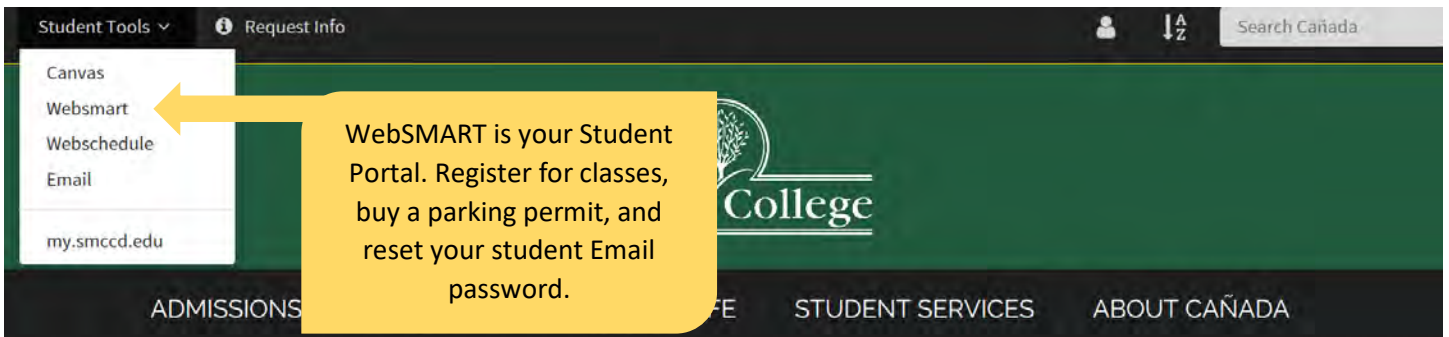 Student Tools Request Info Search Cañada
Canvas
Websmart
Webschedule
Email
my.smccd.edu
WebSMART is your Student
Portal. Register for classes,
buy a parking permit, and
reset your student Email
password.
College
ADMISSIONS STUDENT SERVICES ABOUT CAÑADA